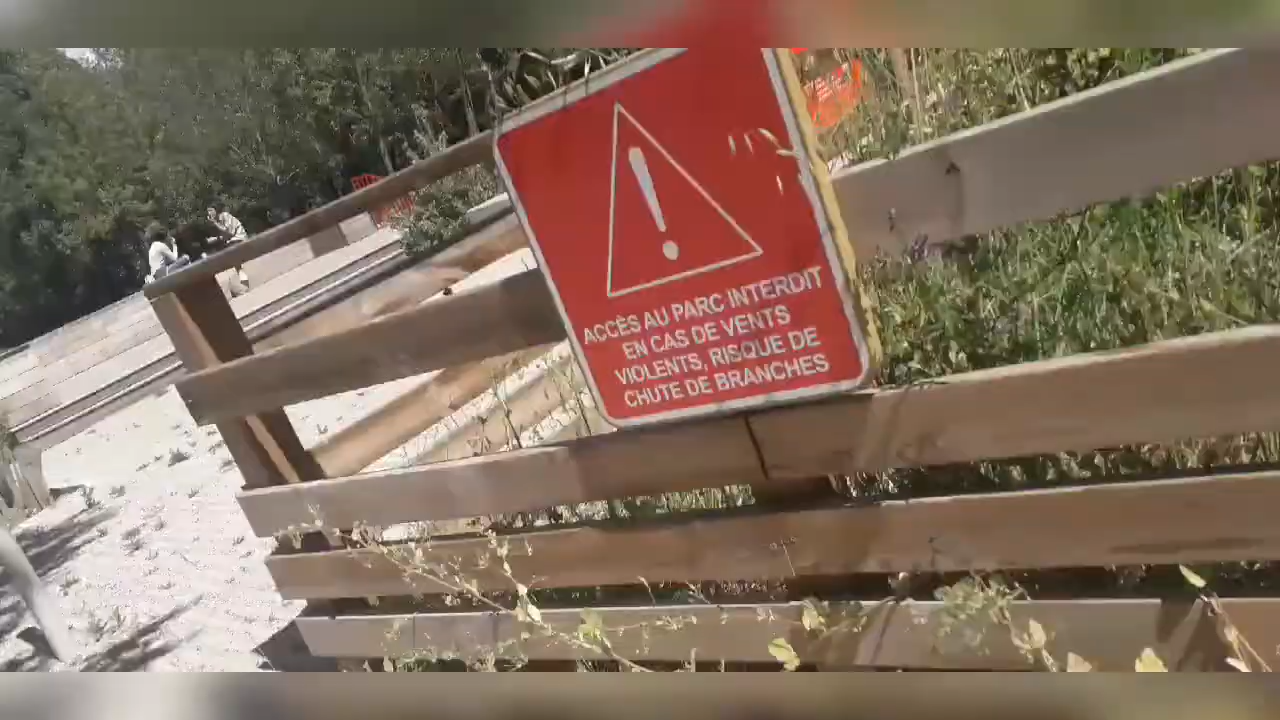 ACCÈS AU PARC INTERDIT
EN CAS DE VENTS
VIOLENTS, RISQUE DE
CHUTE DE BRANCHES